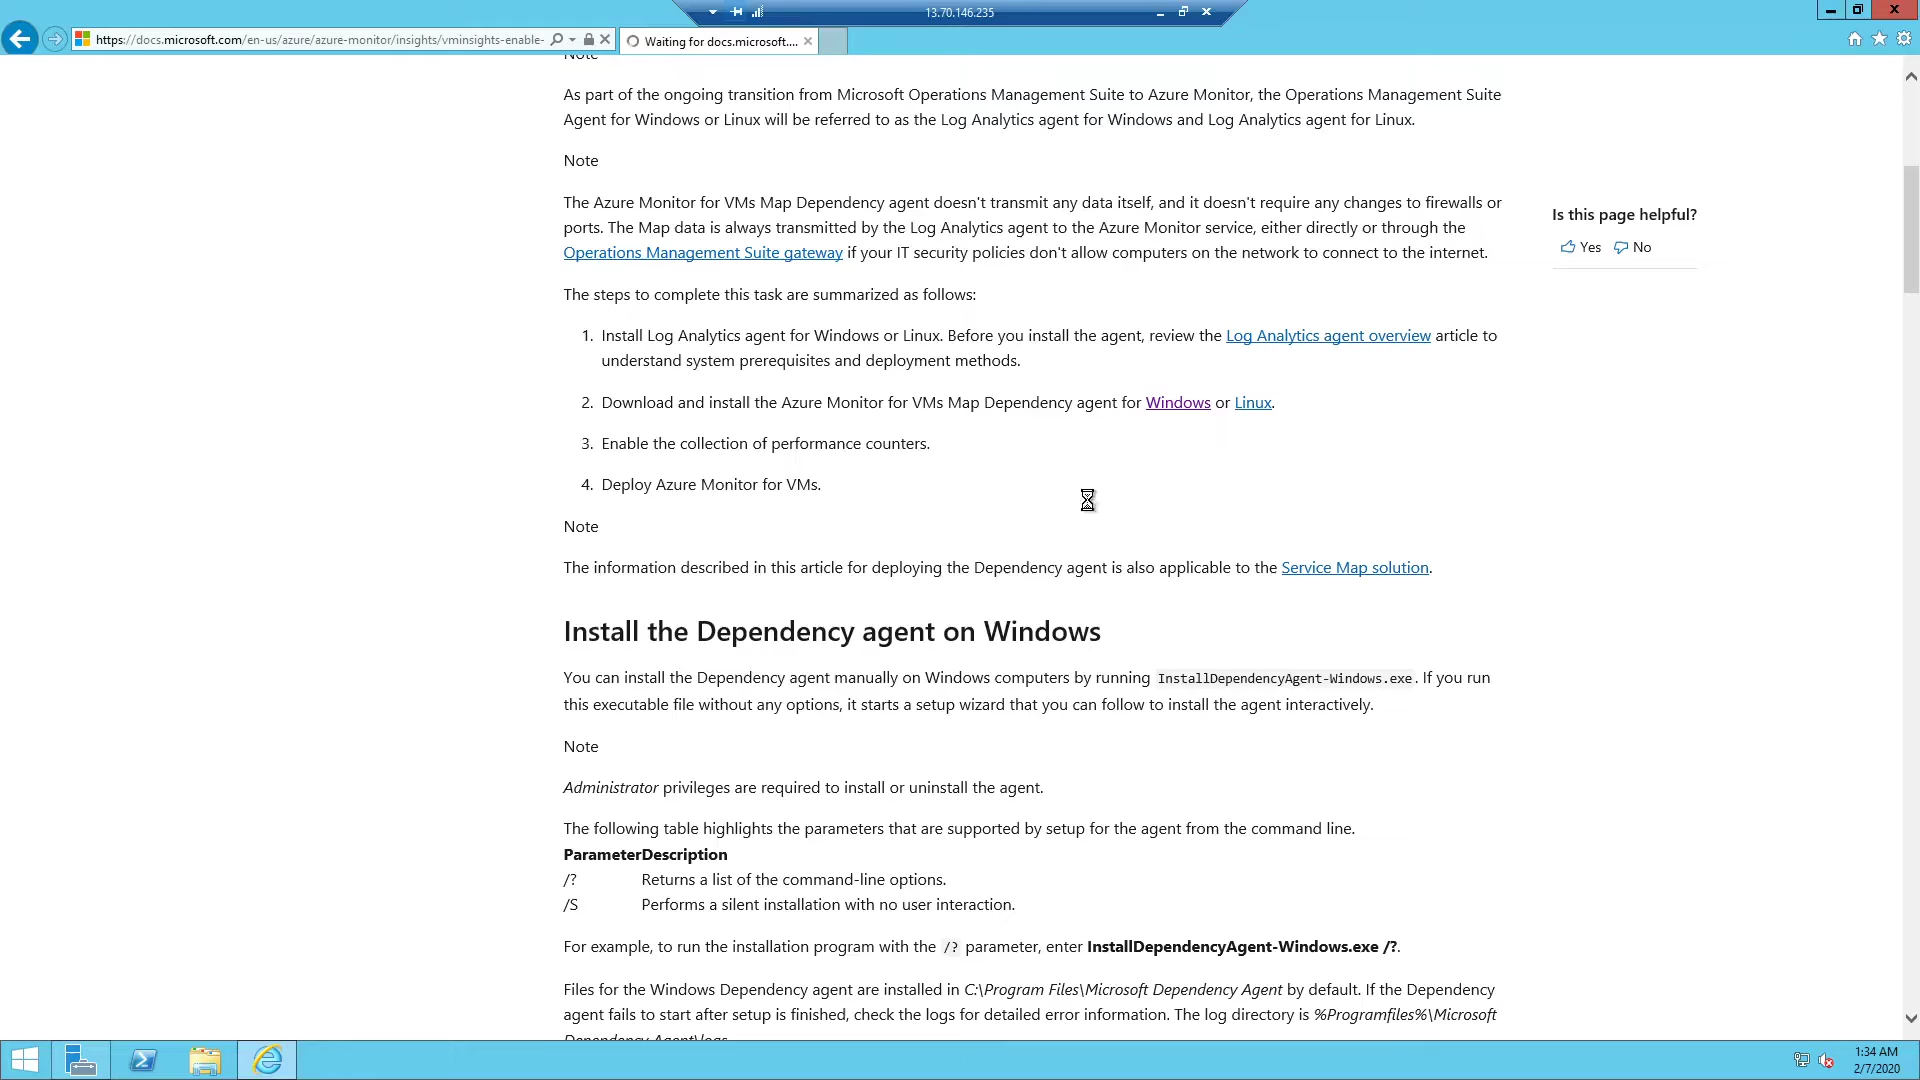 13.70.146.235
https://docs.microsoft.com/en-us/azure/azure-monitor/insights/vminsights-enable-
Waiting for docs.microsoft....
Note
As part of the ongoing transition from Microsoft Operations Management Suite to Azure Monitor, the Operations Management Suite
Agent for Windows or Linux will be referred to as the Log Analytics agent for Windows and Log Analytics agent for Linux.
Note
The Azure Monitor for VMs Map Dependency agent doesn't transmit any data itself, and it doesn't require any changes to firewalls or
ports. The Map data is always transmitted by the Log Analytics agent to the Azure Monitor service, either directly or through the
Operations Management Suite gateway if your IT security policies don't allow computers on the network to connect to the internet.
Is this page helpful?
Yes No
The steps to complete this task are summarized as follows:
1. Install Log Analytics agent for Windows or Linux. Before you install the agent, review the Log Analytics agent overview article to
understand system prerequisites and deployment methods.
2. Download and install the Azure Monitor for VMs Map Dependency agent for Windows or Linux.
3. Enable the collection of performance counters.
4. Deploy Azure Monitor for VMs.
Note
The information described in this article for deploying the Dependency agent is also applicable to the Service Map solution.
Install the Dependency agent on Windows
You can install the Dependency agent manually on Windows computers by running InstallDependencyAgent-Windows.exe. If you run
this executable file without any options, it starts a setup wizard that you can follow to install the agent interactively.
Note
Administrator privileges are required to install or uninstall the agent.
The following table highlights the parameters that are supported by setup for the agent from the command line.
ParameterDescription
/? Returns a list of the command-line options.
/S Performs a silent installation with no user interaction.
For example, to run the installation program with the /? parameter, enter InstallDependencyAgent-Windows.exe /?.
Files for the Windows Dependency agent are installed in C:\Program Files\Microsoft Dependency Agent by default. If the Dependency
agent fails to start after setup is finished, check the logs for detailed error information. The log directory is %Programfiles%\Microsoft
Dependency Agent\logs
1:34 AM
2/7/2020